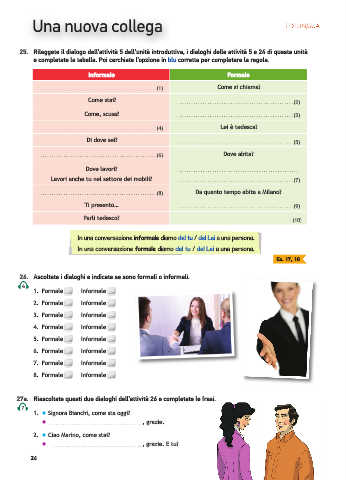 Una nuova collega
EDILINGUA
25. Rileggete il dialogo dell'attività 5 dell'unità introduttiva, i dialoghi delle attività 5 e 24 di questa unità
e completate la tabella. Poi cerchiate l'opzione in blu corretta per completare la regola.
Informale Formale
(1) Come si chiama?
Come stai? (2)
Come, scusa? (3)
(4) Lei è tedesca?
Di dove sei? (5)
(6) Dove abita?
Dove lavori?
Lavori anche tu nel settore dei mobili? (7)
(8) Da quanto tempo abita a Milano?
Ti presento... (9)
Parli tedesco? (10)
In una conversazione informale diamo del tu / del Lei a una persona.
In una conversazione formale diamo del tu / del Lei a una persona.
Es. 17, 18
26. Ascoltate i dialoghi e indicate se sono formali o informali.
1. Formale Informale
2. Formale Informale
3. Formale Informale
4. Formale Informale
5. Formale Informale
6. Formale Informale
7. Formale Informale
8. Formale Informale
27a. Riascoltate questi due dialoghi dell'attività 26 e completate le frasi.
1. • Signora Bianchi, come sta oggi?
• , grazie.
2. • Ciao Marino, come stai?
• , grazie. E tu?
24